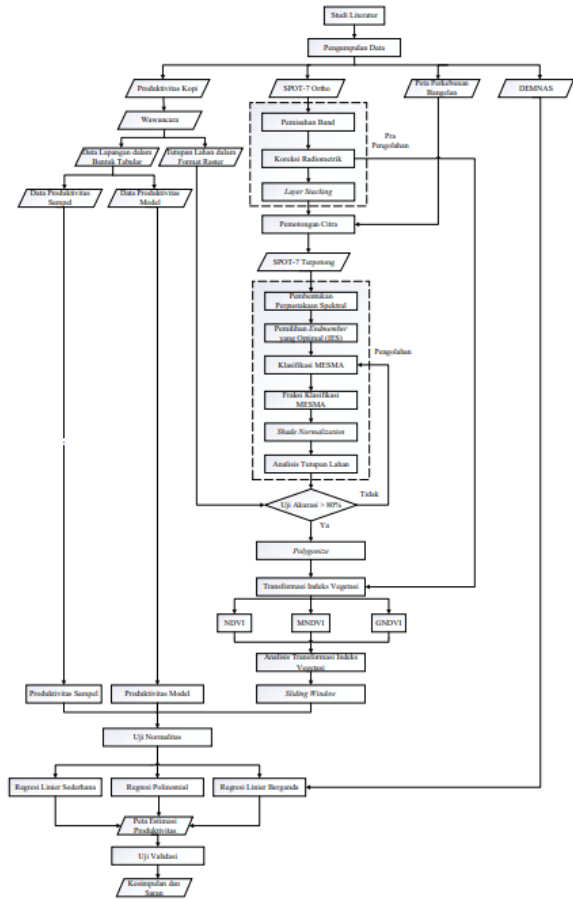 Studi Literatur
Pengumpulan Data
Produktivitas Kopi
SPOT-7 Ortho
Peta Perkebunan
Bangelan
DEMNAS
Wawancara
Pemisahan Band
Pra
Pengolahan
Data Lapangan dalam
Bentuk Tabular
Tutupan Lahan dalam
Format Raster
Koreksi Radiometrik
Data Produktivitas
Sampel
Data Produktivitas
Model
Layer Stacking
Pemotongan Citra
SPOT-7 Terpotong
Pembentukan
Perpustakaan Spektral
Pemilihan Endmember
yang Optimal (IES)
Pengolahan
Klasifikasi MESMA
Fraksi Klasifikasi
MESMA
Shade Normalization
Analisis Tutupan Lahan
Tidak
Uji Akurasi > 80%
Ya
Polygonize
Transformasi Indeks Vegetasi
NDVI
MNDVI
GNDVI
Analisis Transformasi Indeks
Vegetasi
Produktivitas Sampel
Produktivitas Model
Sliding Window
Uji Normalitas
Regresi Linier Sederhana
Regresi Polinomial
Regresi Linier Berganda
Peta Estimasi
Produktivitas
Uji Validasi
Kesimpulan dan
Saran